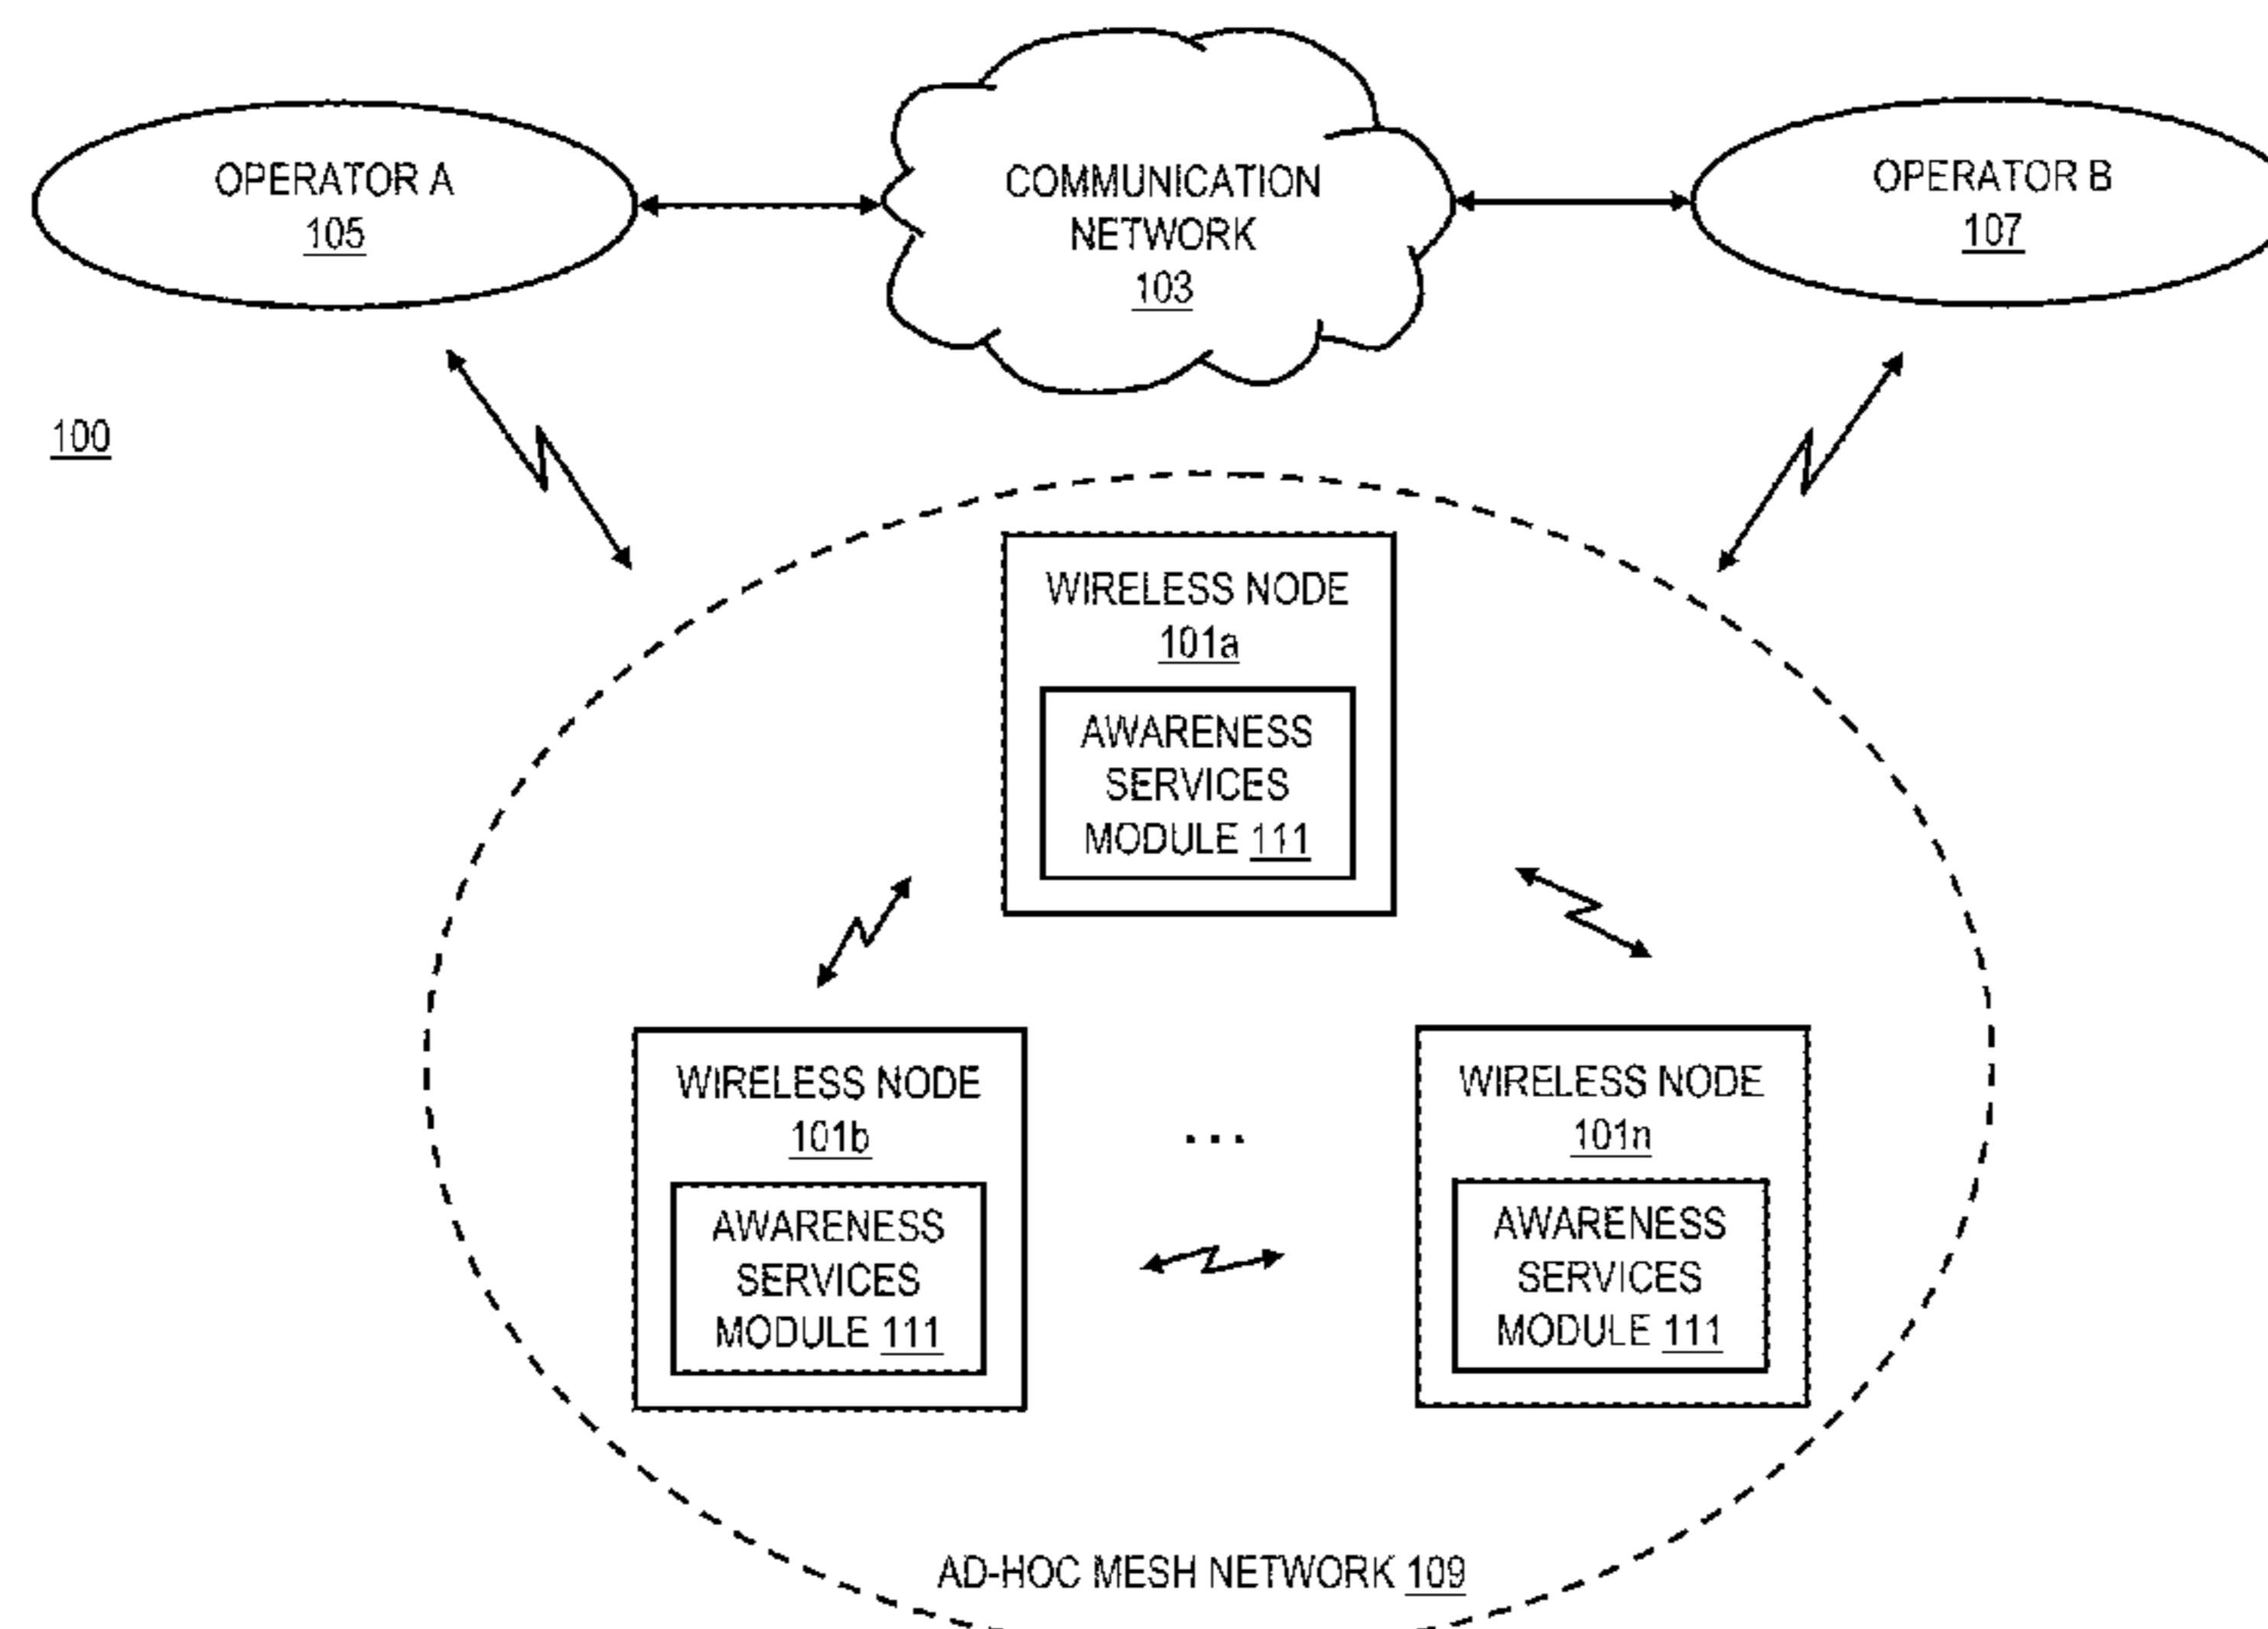 OPERATOR A
105
COMMUNICATION
NETWORK
103
OPERATOR B
107
100
WIRELESS NODE
101a
AWARENESS
SERVICES
MODULE 111
WIRELESS NODE
101b
AWARENESS
SERVICES
MODULE 111
...
WIRELESS NODE
101n
AWARENESS
SERVICES
MODULE 111
AD-HOC MESH NETWORK 109